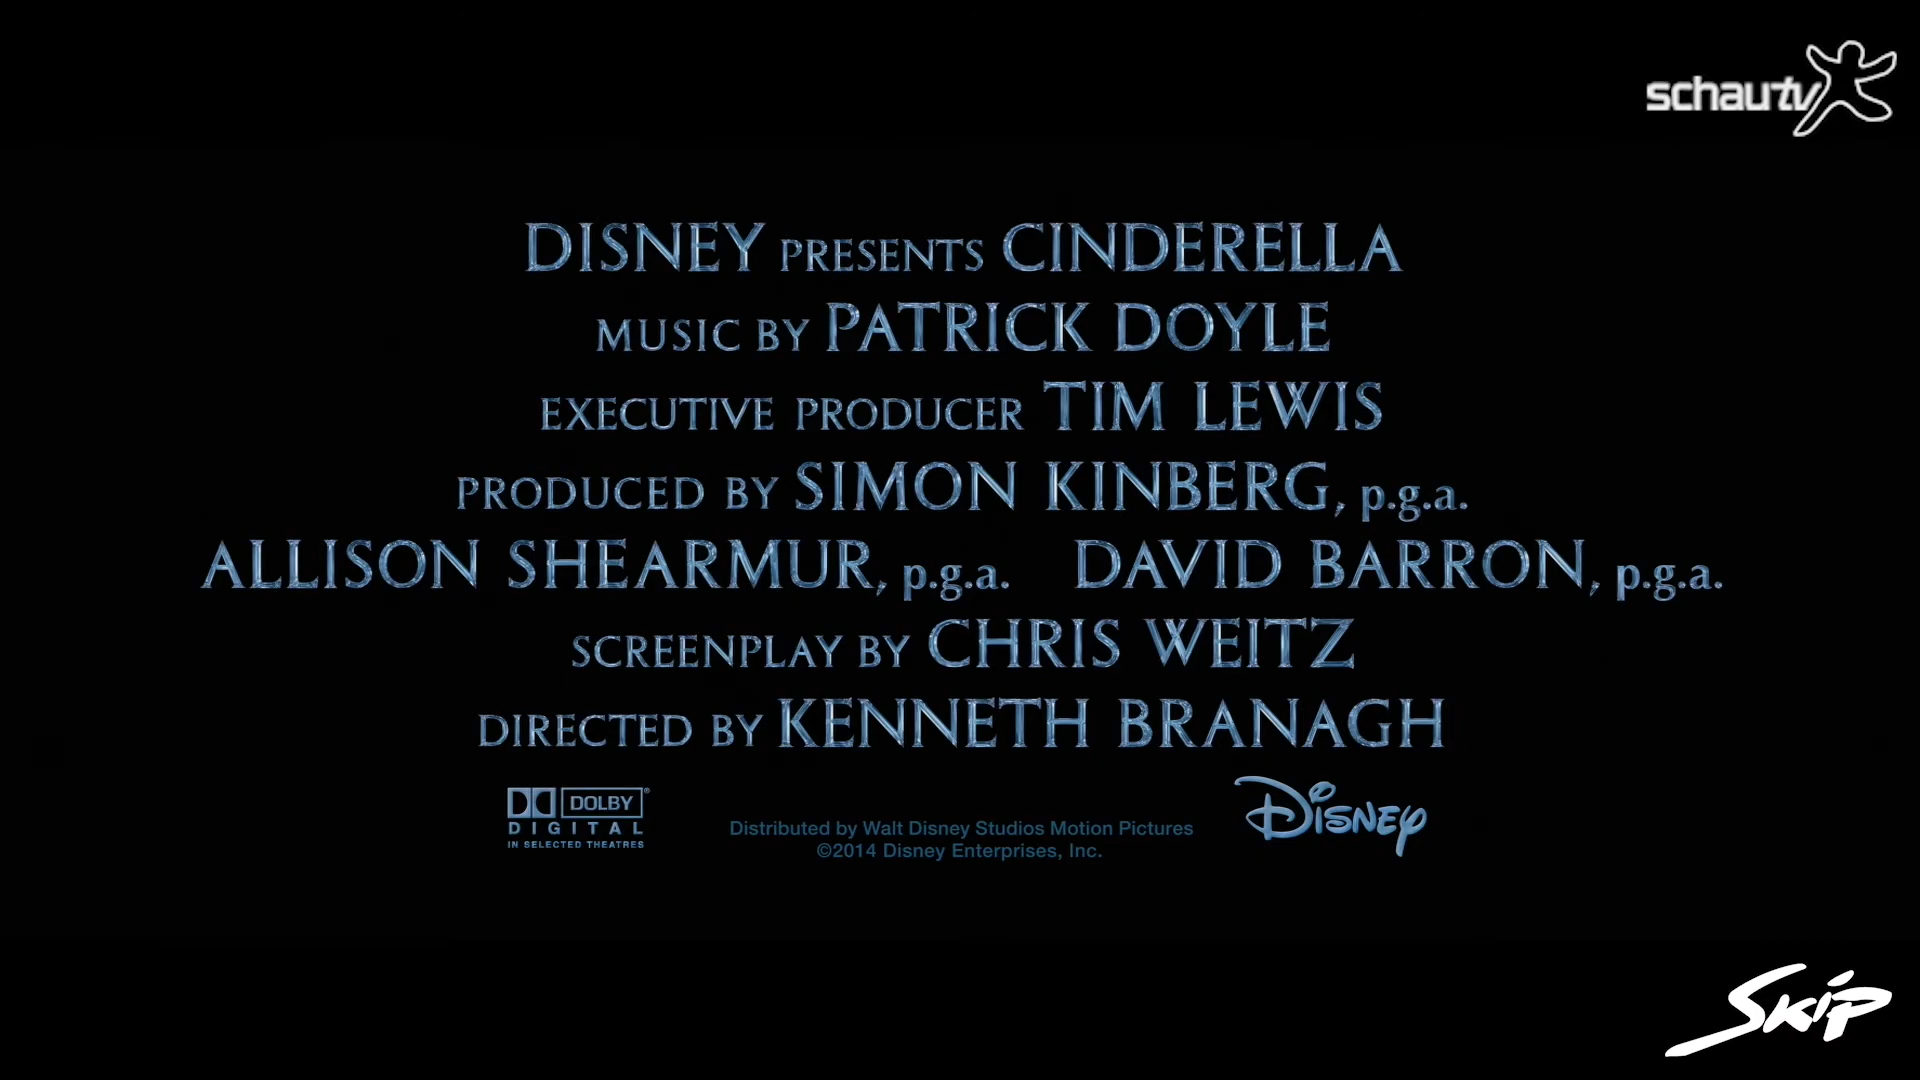 schautv
DISNEY PRESENTS CINDERELLA
MUSIC BY PATRICK DOYLE
EXECUTIVE PRODUCER TIM LEWIS
PRODUCED BY SIMON KINBERG, p.g.a.
ALLISON SHEARMUR, p.g.a. DAVID BARRON, p.g.a.
SCREENPLAY BY CHRIS WEITZ
DIRECTED BY KENNETH BRANAGH
DOLBY®
DIGITAL
IN SELECTED THEATRES
Distributed by Walt Disney Studios Motion Pictures
©2014 Disney Enterprises, Inc.
DISNEY
SKIP